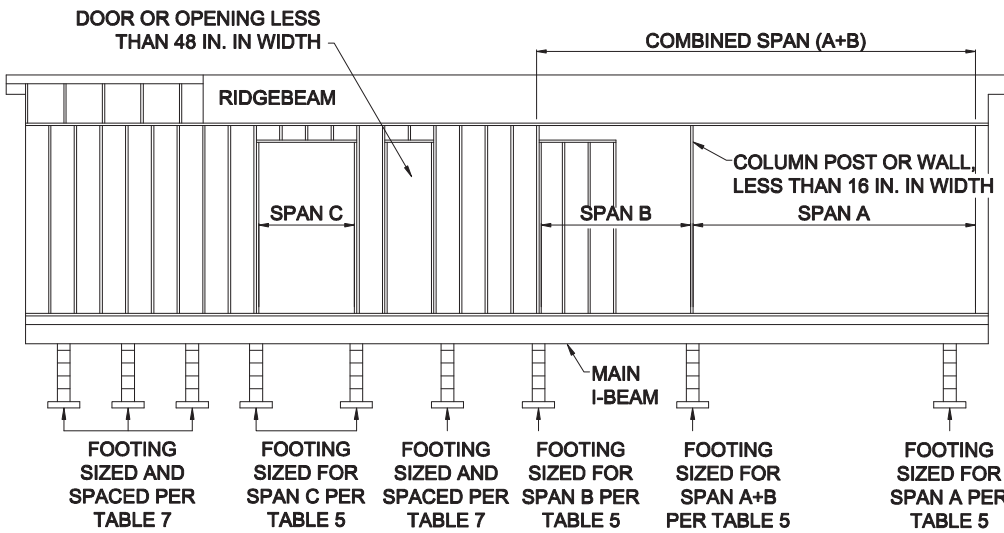 DOOR OR OPENING LESS
THAN 48 IN. IN WIDTH
COMBINED SPAN (A+B)
RIDGEBEAM
COLUMN POST OR WALL,
LESS THAN 16 IN. IN WIDTH
SPAN C
SPAN B
SPAN A
MAIN
I-BEAM
FOOTING
SIZED AND
SPACED PER
TABLE 7
FOOTING
SIZED FOR
SPAN C PER
TABLE 5
FOOTING
SIZED AND
SPACED PER
TABLE 7
FOOTING
SIZED FOR
SPAN B PER
TABLE 5
FOOTING
SIZED FOR
SPAN A+B
PER TABLE 5
FOOTING
SIZED FOR
SPAN A PER
TABLE 5